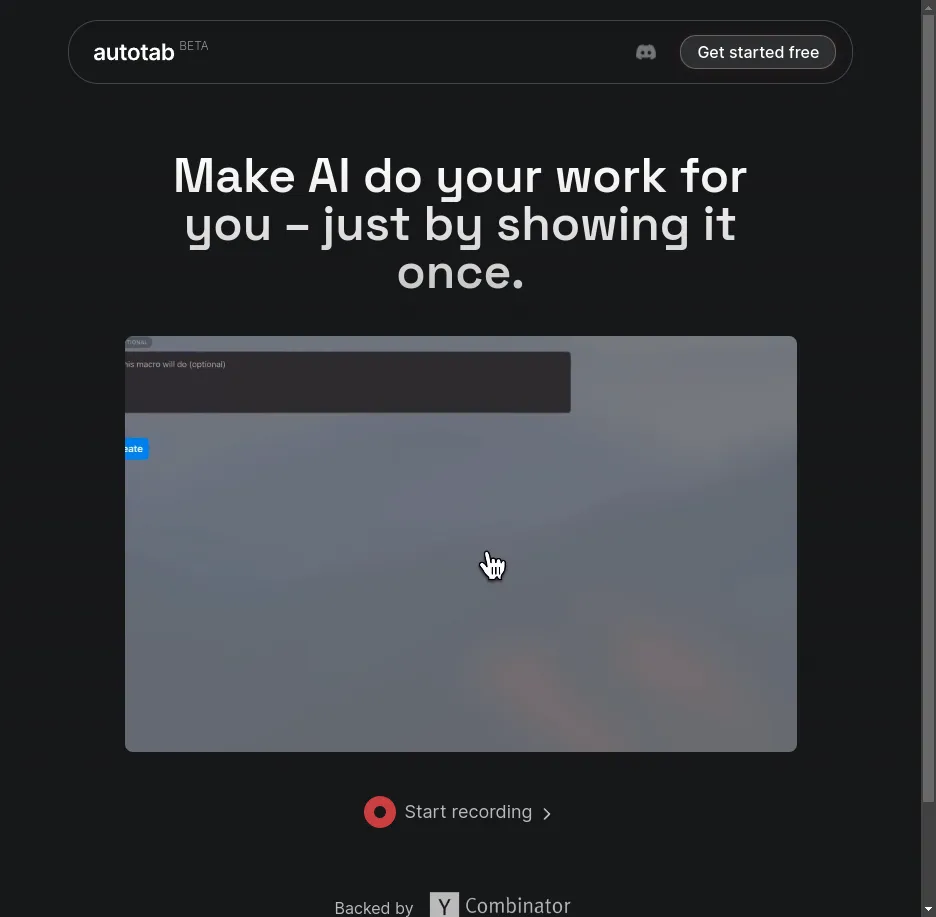 autotab BETA
Get started free
Make AI do your work for
you – just by showing it
once.
his macro will do (optional)
eate
Start recording
Backed by Y Combinator